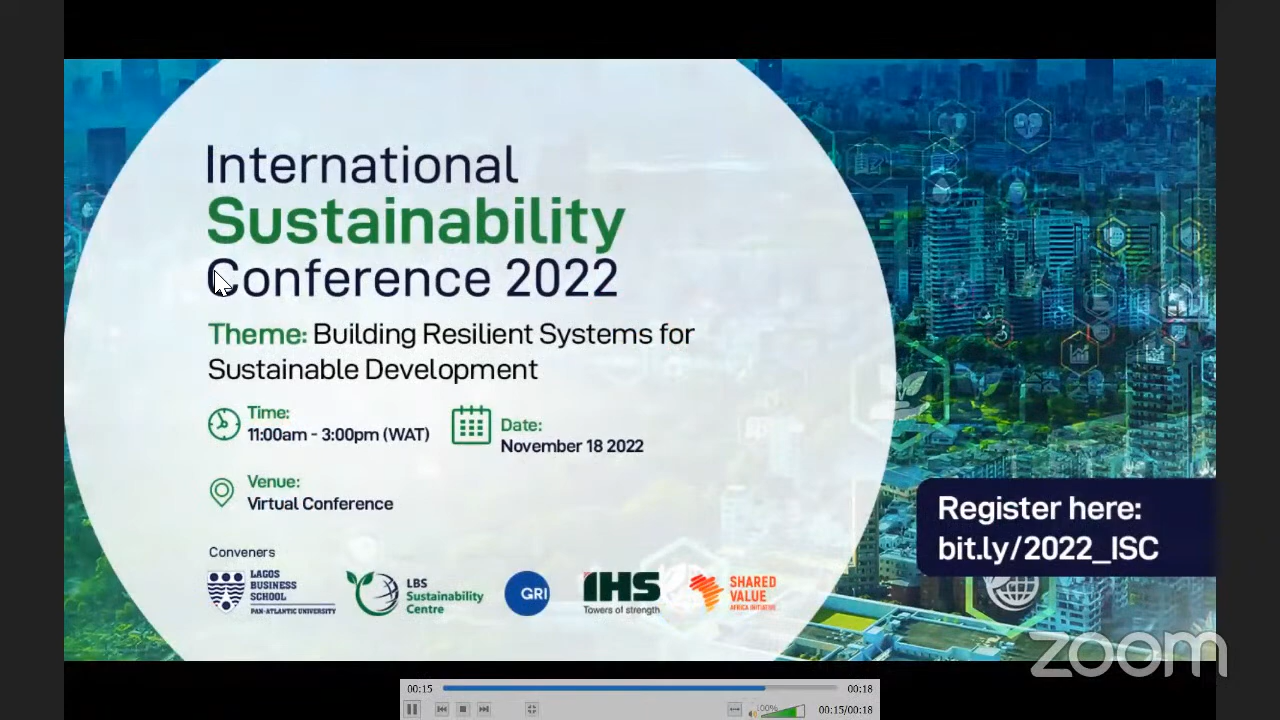 International
Sustainability
Conference 2022
Theme: Building Resilient Systems for
Sustainable Development
Time:
11:00am - 3:00pm (WAT)
Date:
November 18 2022
Venue:
Virtual Conference
Register here:
bit.ly/2022_ISC
Conveners
LAGOS
BUSINESS
SCHOOL
PAN-ATLANTIC UNIVERSITY
LBS
Sustainability
Centre
GRI
IHS
Towers of strength
SHARED
VALUE
AFRICA INITIATIVE
zoom
00:15
00:18
100%
00:15/00:18